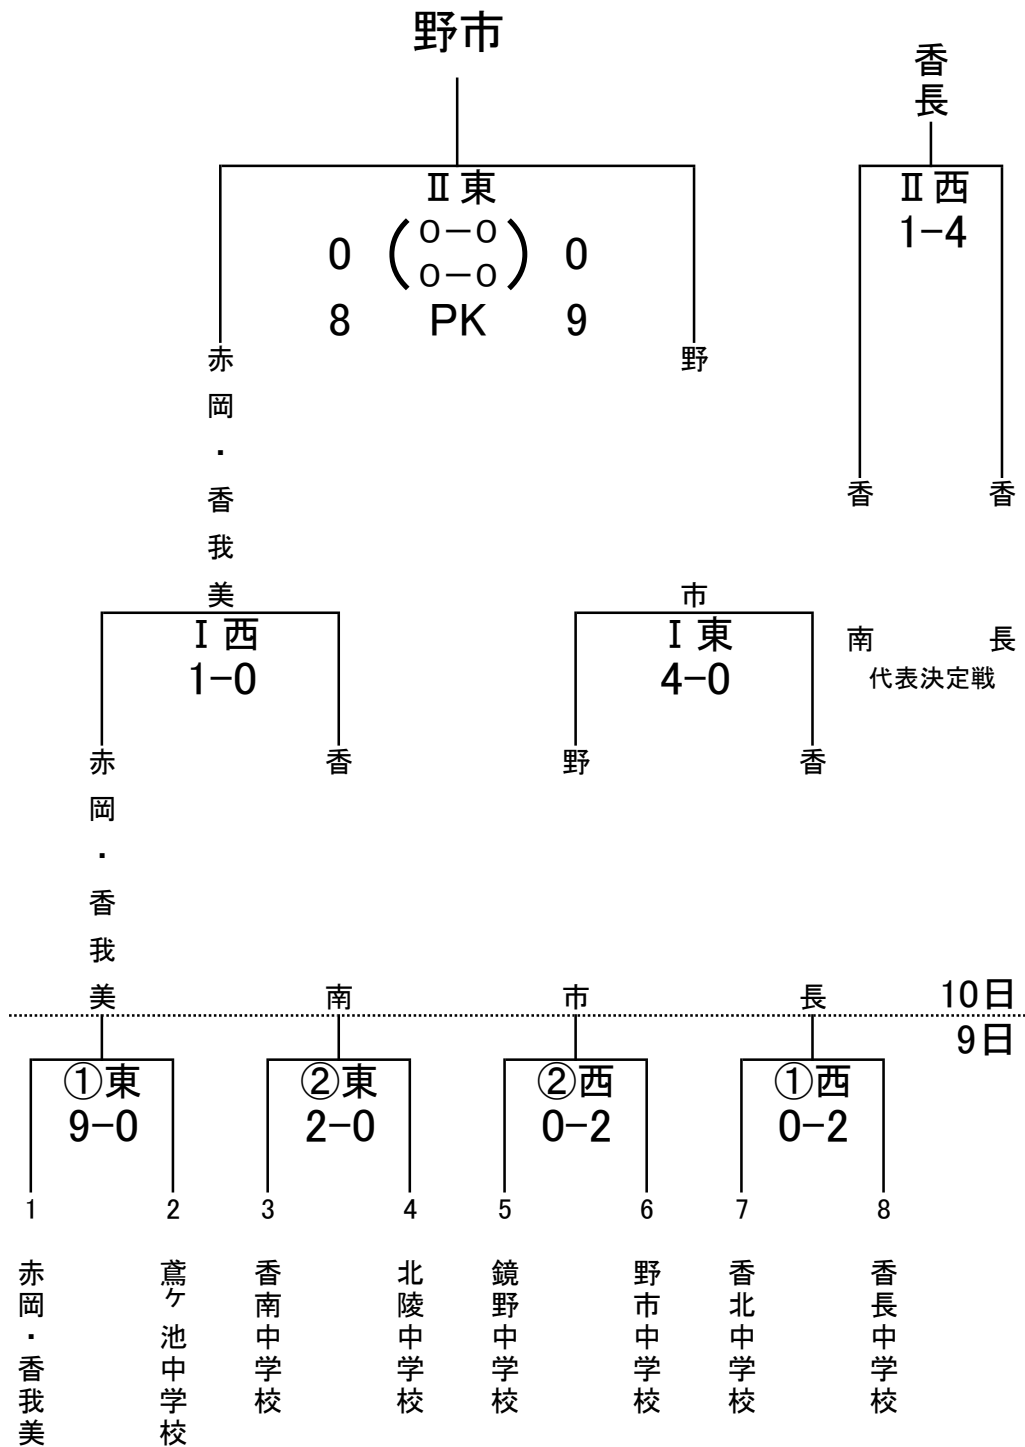 野市
香長
Ⅱ東
0 (0-0) 0
(0-0)
8 PK 9
Ⅱ西
1-4
赤岡・香我美
野市
香南
香長
代表決定戦
Ⅰ西
1-0
Ⅰ東
4-0
赤岡・香我美
香南
野市
香長
10日
9日
①東
9-0
②東
2-0
②西
0-2
①西
0-2
1 2 3 4 5 6 7 8
赤岡・香我美
鳶ケ池中学校
香南中学校
北陵中学校
鏡野中学校
野市中学校
香北中学校
香長中学校